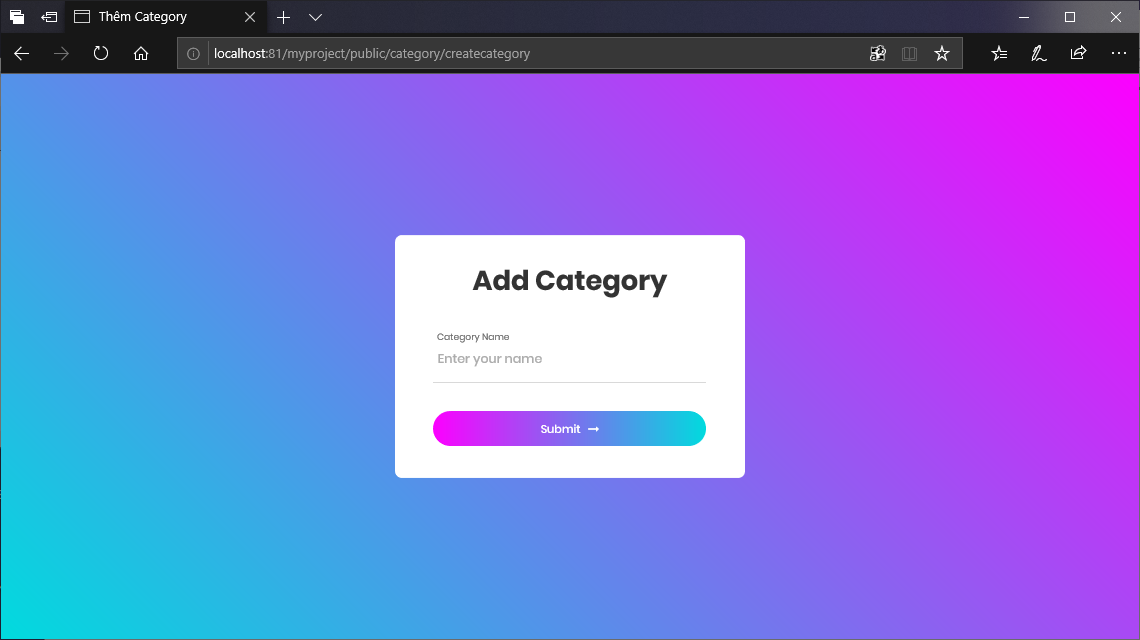 Thêm Category
localhost:81/myproject/public/category/createcategory
Add Category
Category Name
Enter your name
Submit